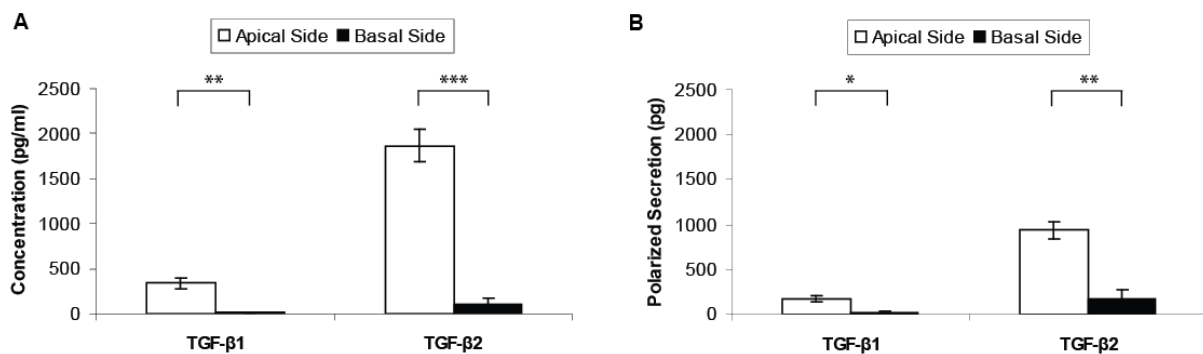 A
Apical Side Basal Side
** ***
Concentration (pg/ml)
2500
2000
1500
1000
500
0
TGF-β1 TGF-β2
B
Apical Side Basal Side
* **
Polarized Secretion (pg)
2500
2000
1500
1000
500
0
TGF-β1 TGF-β2